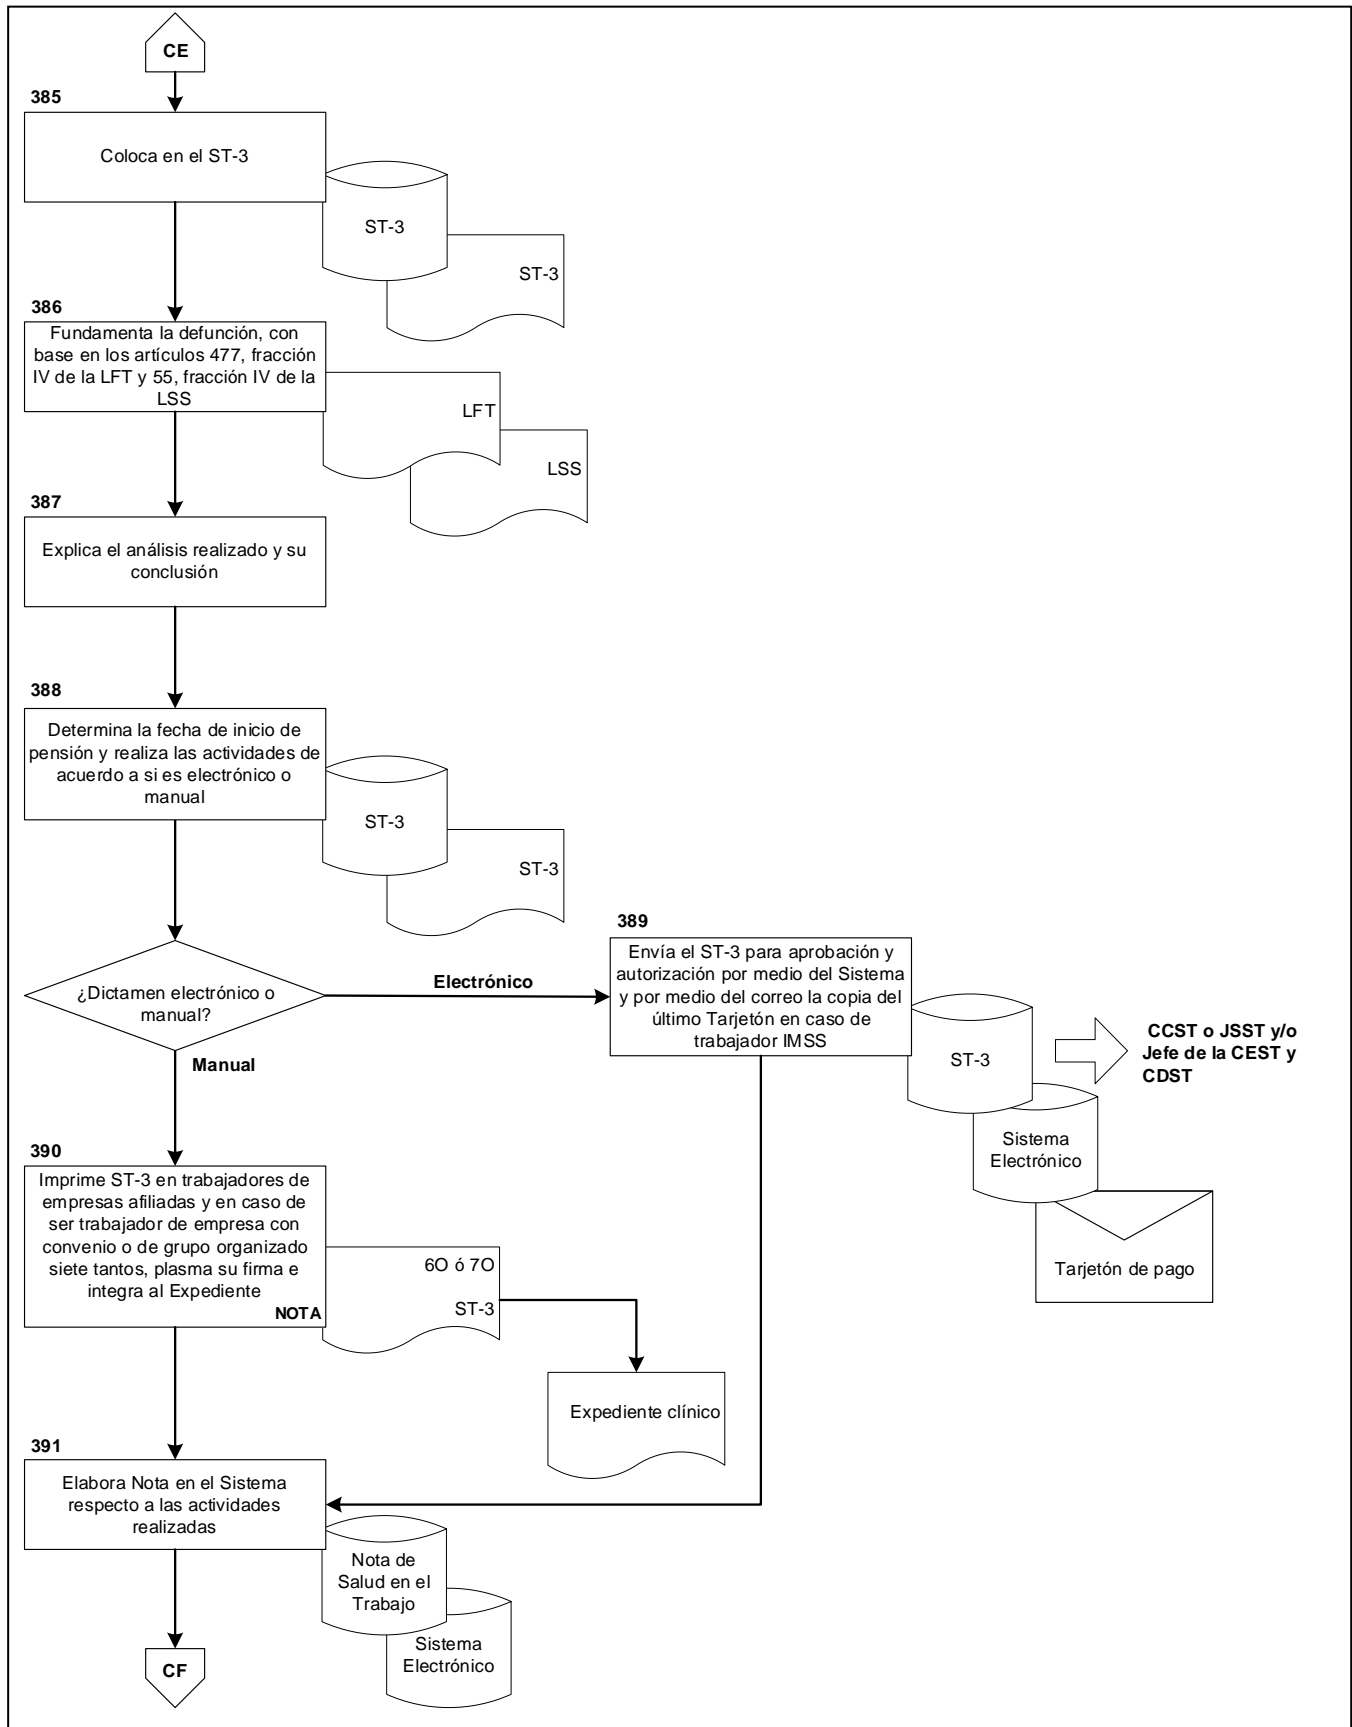 CE
385
Coloca en el ST-3
ST-3
ST-3
386
Fundamenta la defunción, con
base en los artículos 477, fracción
IV de la LFT y 55, fracción IV de la
LSS
LFT
LSS
387
Explica el análisis realizado y su
conclusión
388
Determina la fecha de inicio de
pensión y realiza las actividades de
acuerdo a si es electrónico o
manual
ST-3
ST-3
¿Dictamen electrónico o
manual?
Electrónico
Manual
389
Envía el ST-3 para aprobación y
autorización por medio del Sistema
y por medio del correo la copia del
último Tarjetón en caso de
trabajador IMSS
ST-3
Sistema
Electrónico
Tarjetón de pago
CCST o JSST y/o
Jefe de la CEST y
CDST
390
Imprime ST-3 en trabajadores de
empresas afiliadas y en caso de
ser trabajador de empresa con
convenio o de grupo organizado
siete tantos, plasma su firma e
integra al Expediente
NOTA
6O ó 7O
ST-3
Expediente clínico
391
Elabora Nota en el Sistema
respecto a las actividades
realizadas
Nota de
Salud en el
Trabajo
Sistema
Electrónico
CF